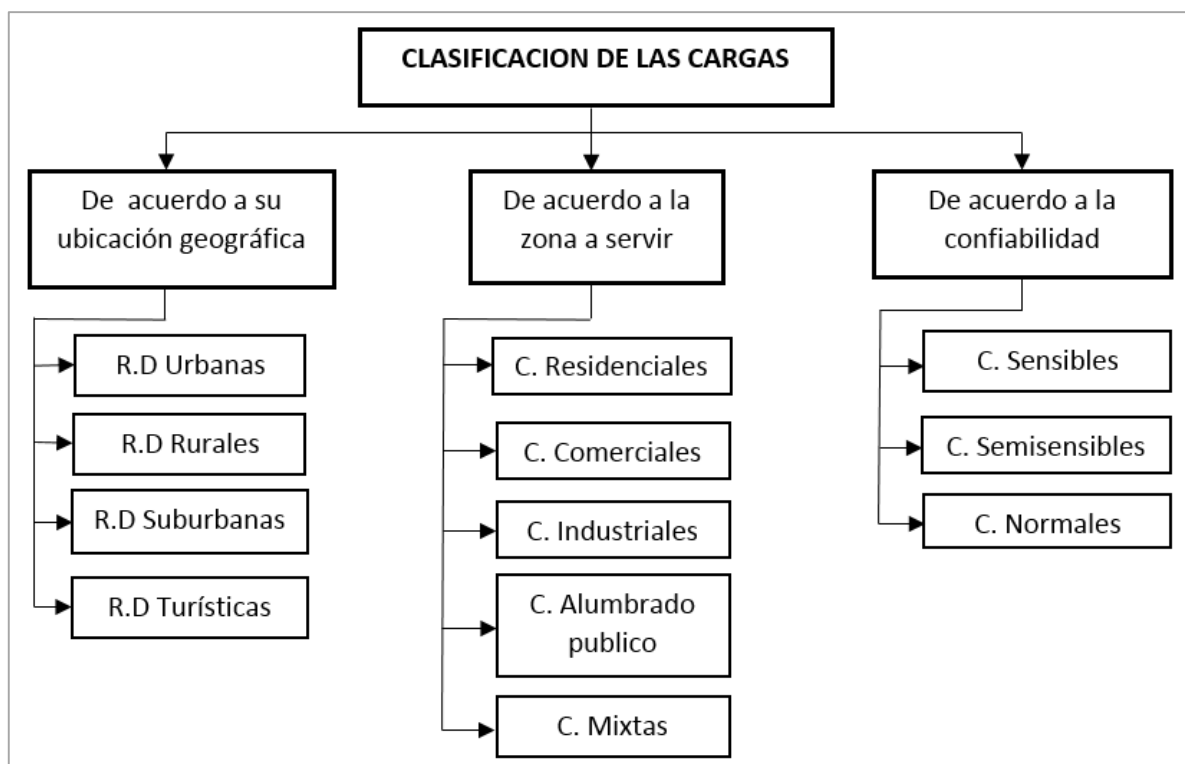 CLASIFICACION DE LAS CARGAS
De acuerdo a su
ubicación geográfica
R.D Urbanas
R.D Rurales
R.D Suburbanas
R.D Turísticas
De acuerdo a la
zona a servir
C. Residenciales
C. Comerciales
C. Industriales
C. Alumbrado
publico
C. Mixtas
De acuerdo a la
confiabilidad
C. Sensibles
C. Semisensibles
C. Normales